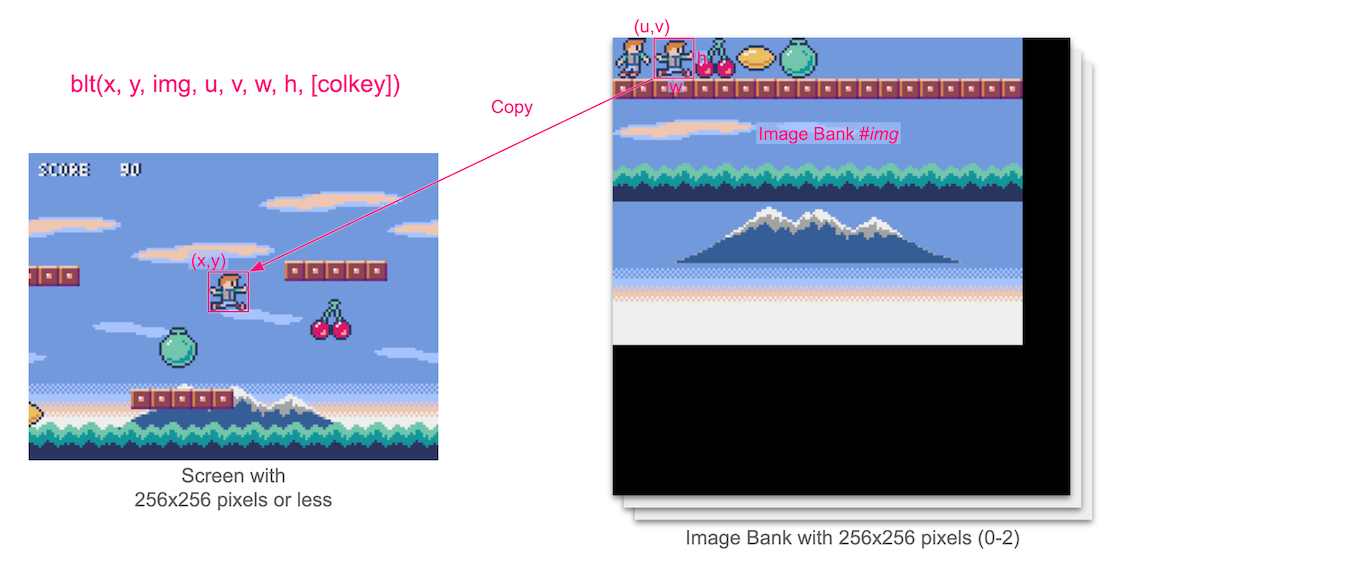 blt(x, y, img, u, v, w, h, [colkey])
Copy
(u,v)
h
w
Image Bank #img
SCORE 90
(x,y)
Screen with
256x256 pixels or less
Image Bank with 256x256 pixels (0-2)